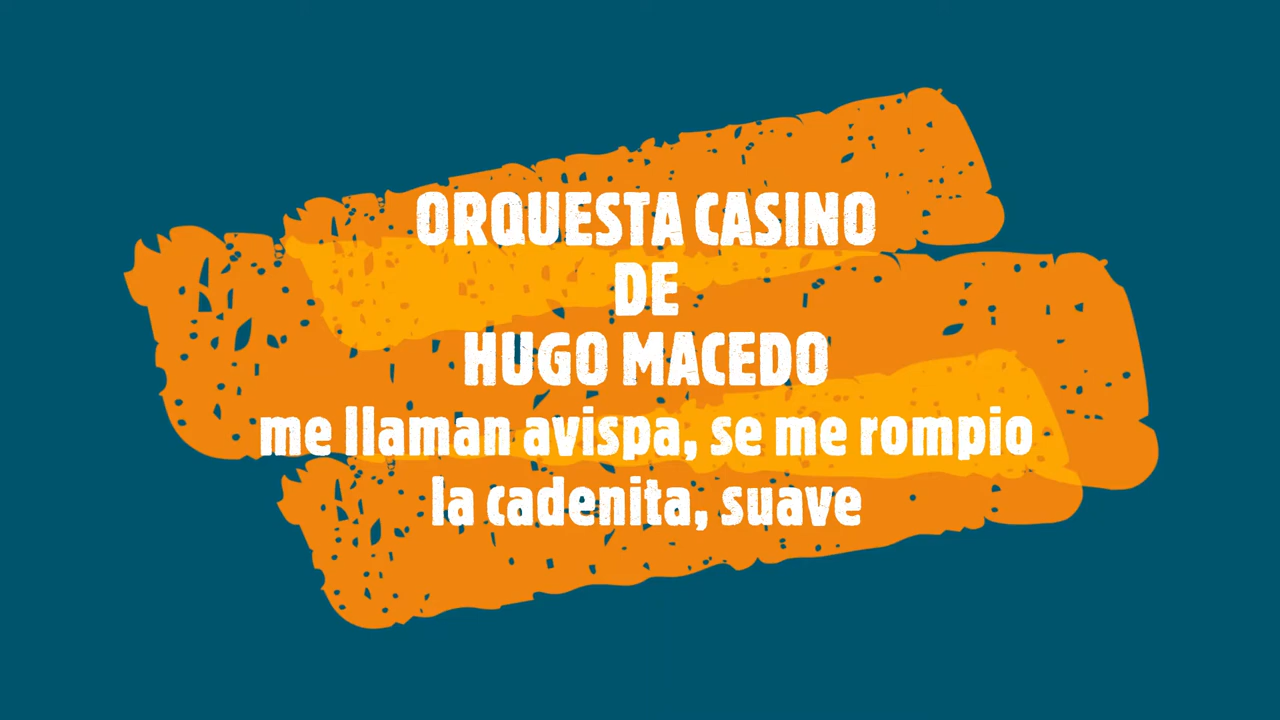 ORQUESTA CASINO
DE
HUGO MACEDO
me llaman avispa, se me rompio
la cadenita, suave